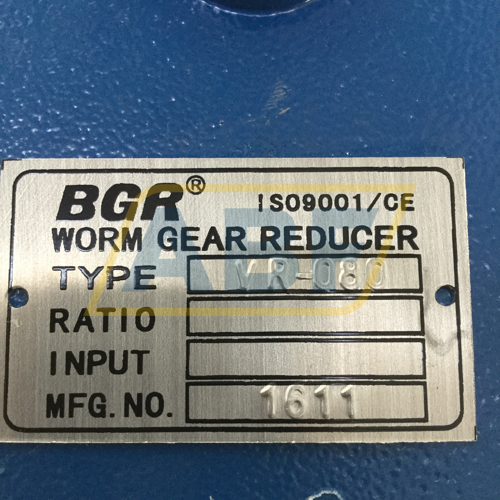 BGR® ISO9001/CE
WORM GEAR REDUCER
TYPE VR-080
RATIO
INPUT
MFG. NO. 1611